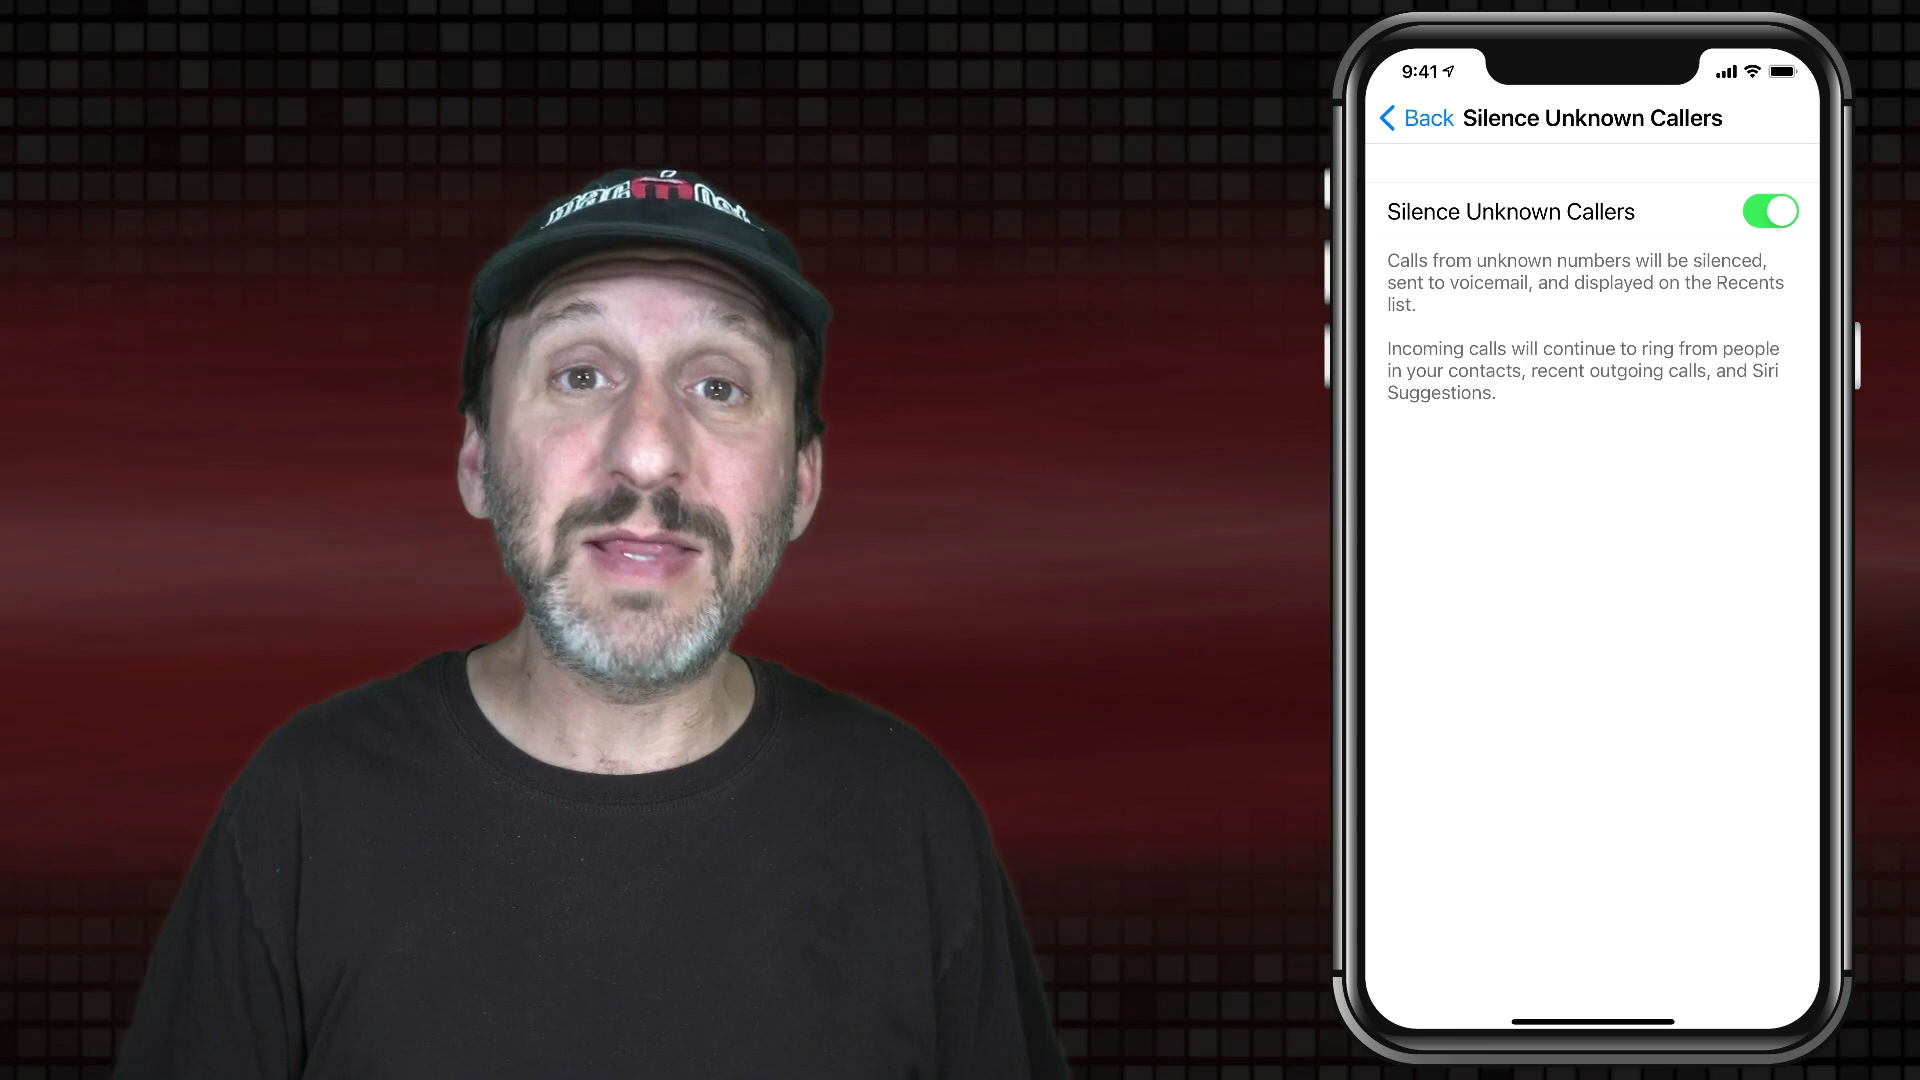 macmost
9:41
Back Silence Unknown Callers
Silence Unknown Callers
Calls from unknown numbers will be silenced,
sent to voicemail, and displayed on the Recents
list.
Incoming calls will continue to ring from people
in your contacts, recent outgoing calls, and Siri
Suggestions.